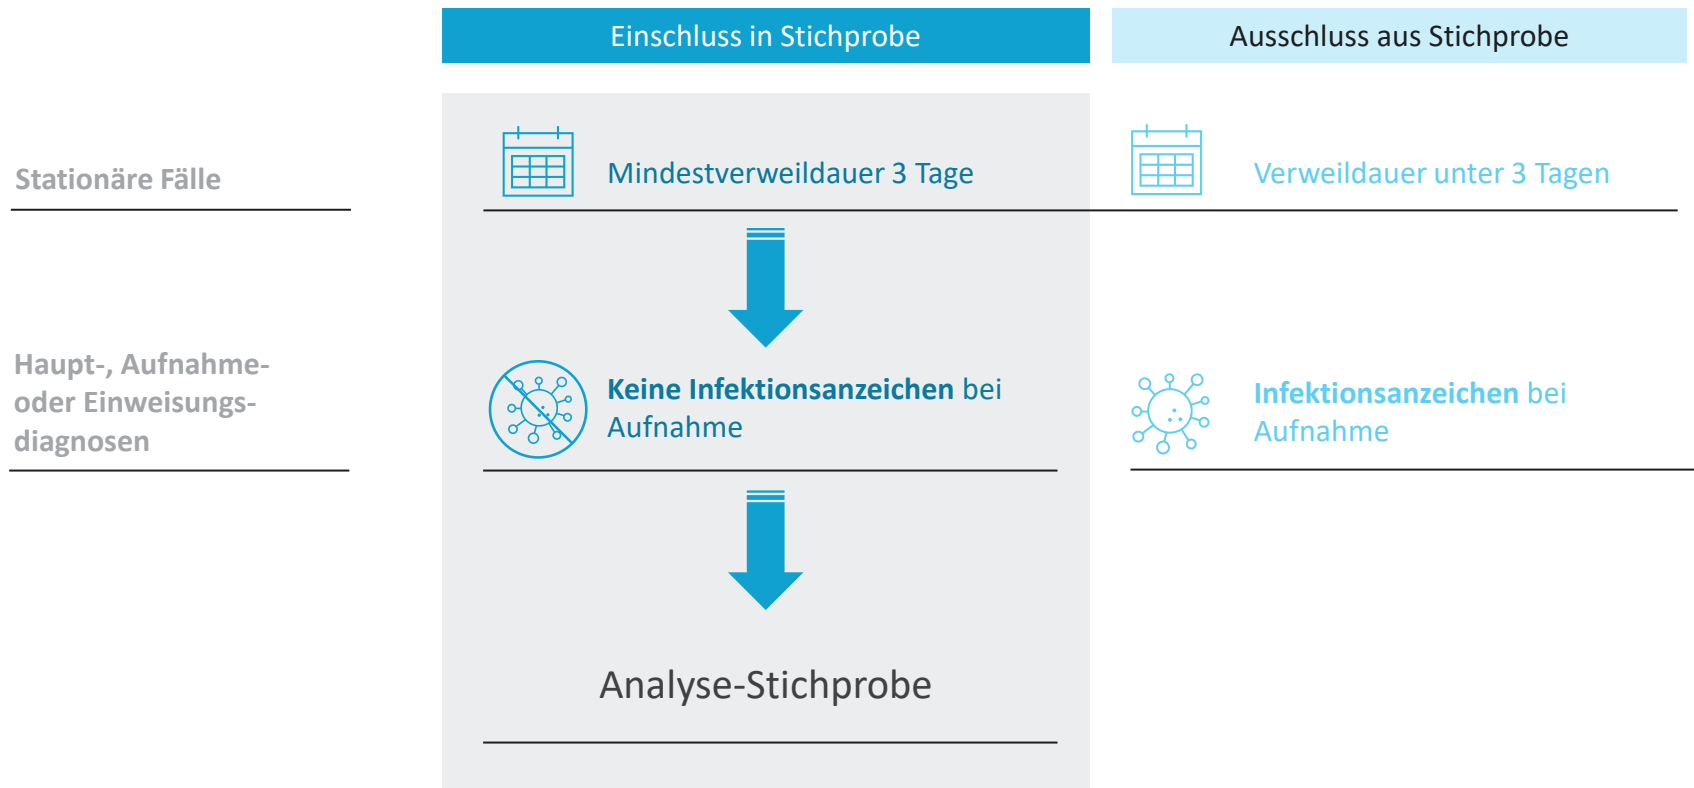 Einschluss in Stichprobe
Ausschluss aus Stichprobe
Stationäre Fälle
Mindestverweildauer 3 Tage
Verweildauer unter 3 Tagen
Haupt-, Aufnahme-
oder Einweisungs-
diagnosen
Keine Infektionsanzeichen bei
Aufnahme
Infektionsanzeichen bei
Aufnahme
Analyse-Stichprobe